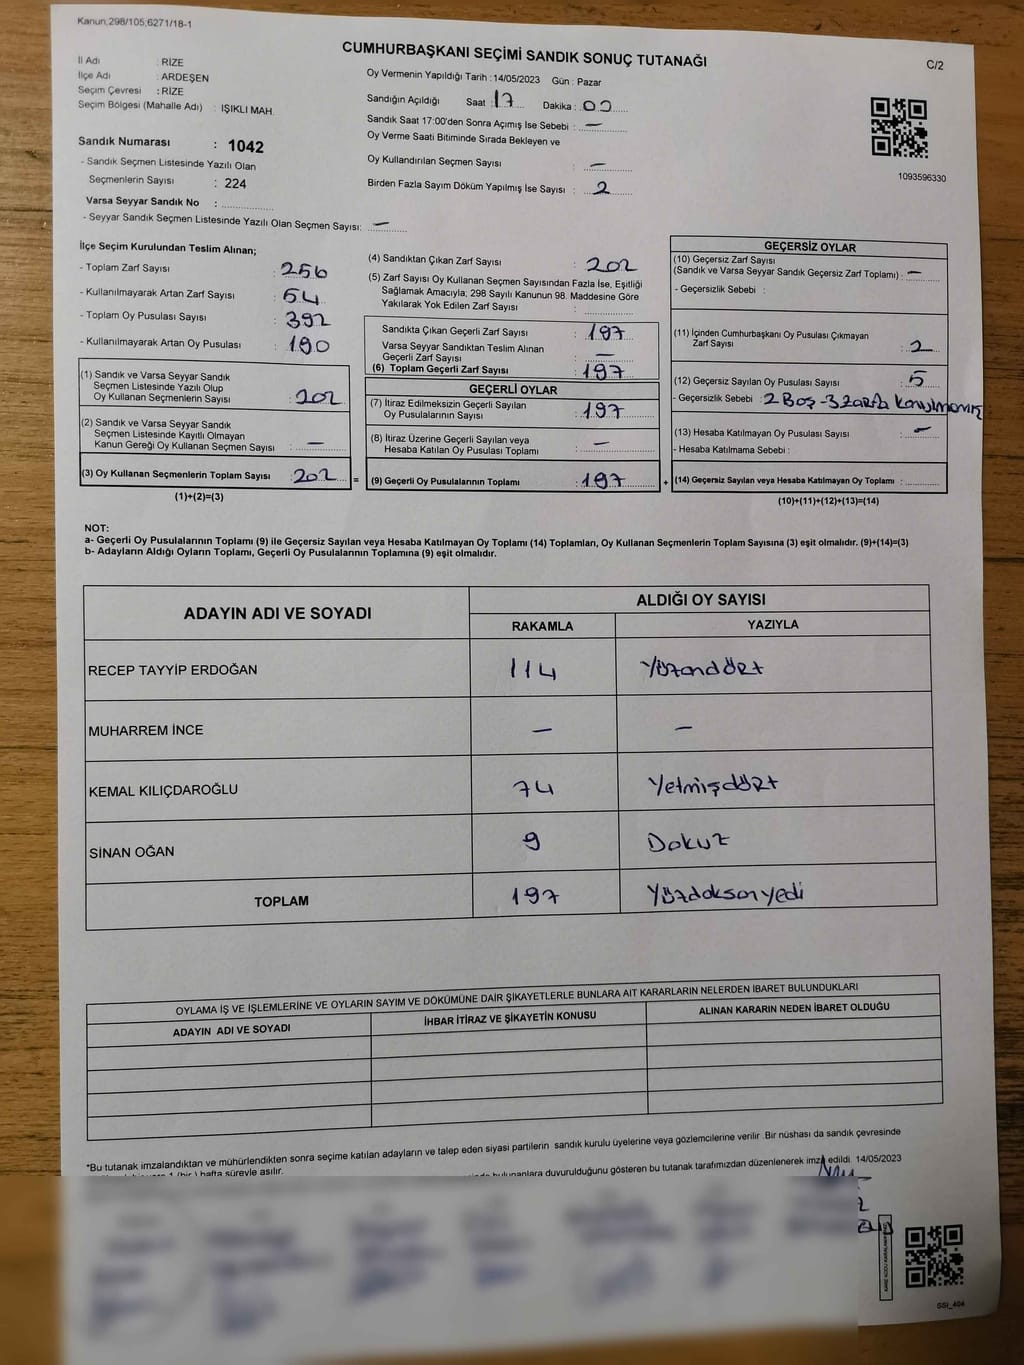 Kanun,298/105;6271/18-1
CUMHURBAŞKANI SEÇİMİ SANDIK SONUÇ TUTANAĞI
C/2
İl Adı : RİZE
İlçe Adı : ARDEŞEN
Seçim Çevresi : RİZE
Seçim Bölgesi (Mahalle Adı) : IŞIKLI MAH.
Sandık Numarası : 1042
- Sandık Seçmen Listesinde Yazılı Olan
Seçmenlerin Sayısı : 224
Varsa Seyyar Sandık No :
- Seyyar Sandık Seçmen Listesinde Yazılı Olan Seçmen Sayısı: —
Oy Vermenin Yapıldığı Tarih : 14/05/2023 Gün : Pazar
Sandığın Açıldığı Saat : 17 Dakika : 00
Sandık Saat 17:00'den Sonra Açımış İse Sebebi : —
Oy Verme Saati Bitiminde Sırada Bekleyen ve
Oy Kullandırılan Seçmen Sayısı : —
Birden Fazla Sayım Döküm Yapılmış İse Sayısı : 2
1093596330
İlçe Seçim Kurulundan Teslim Alınan;
- Toplam Zarf Sayısı : 256
- Kullanılmayarak Artan Zarf Sayısı : 54
- Toplam Oy Pusulası Sayısı : 392
- Kullanılmayarak Artan Oy Pusulası : 190
(1) Sandık ve Varsa Seyyar Sandık
Seçmen Listesinde Yazılı Olup
Oy Kullanan Seçmenlerin Sayısı : 202
(2) Sandık ve Varsa Seyyar Sandık
Seçmen Listesinde Kayıtlı Olmayan
Kanun Gereği Oy Kullanan Seçmen Sayısı : —
(3) Oy Kullanan Seçmenlerin Toplam Sayısı : 202 =
(1)+(2)=(3)
(4) Sandıktan Çıkan Zarf Sayısı : 202
(5) Zarf Sayısı Oy Kullanan Seçmen Sayısından Fazla İse, Eşitliği
Sağlamak Amacıyla, 298 Sayılı Kanunun 98. Maddesine Göre
Yakılarak Yok Edilen Zarf Sayısı :
Sandıkta Çıkan Geçerli Zarf Sayısı : 197
Varsa Seyyar Sandıktan Teslim Alınan
Geçerli Zarf Sayısı : —
(6) Toplam Geçerli Zarf Sayısı : 197
GEÇERLİ OYLAR
(7) İtiraz Edilmeksizin Geçerli Sayılan
Oy Pusulalarının Sayısı : 197
(8) İtiraz Üzerine Geçerli Sayılan veya
Hesaba Katılan Oy Pusulası Toplamı : —
(9) Geçerli Oy Pusulalarının Toplamı : 197 +
GEÇERSİZ OYLAR
(10) Geçersiz Zarf Sayısı
(Sandık ve Varsa Seyyar Sandık Geçersiz Zarf Toplamı) : —
- Geçersizlik Sebebi :
(11) İçinden Cumhurbaşkanı Oy Pusulası Çıkmayan
Zarf Sayısı : 2
(12) Geçersiz Sayılan Oy Pusulası Sayısı : 5
- Geçersizlik Sebebi : 2 Boş - 3 zarfa konulmamış
(13) Hesaba Katılmayan Oy Pusulası Sayısı : —
- Hesaba Katılmama Sebebi :
(14) Geçersiz Sayılan veya Hesaba Katılmayan Oy Toplamı :
(10)+(11)+(12)+(13)=(14)
NOT:
a- Geçerli Oy Pusulalarının Toplamı (9) ile Geçersiz Sayılan veya Hesaba Katılmayan Oy Toplamı (14) Toplamları, Oy Kullanan Seçmenlerin Toplam Sayısına (3) eşit olmalıdır. (9)+(14)=(3)
b- Adayların Aldığı Oyların Toplamı, Geçerli Oy Pusulalarının Toplamına (9) eşit olmalıdır.
ADAYIN ADI VE SOYADI
ALDIĞI OY SAYISI
RAKAMLA YAZIYLA
RECEP TAYYİP ERDOĞAN 114 Yüzondört
MUHARREM İNCE — —
KEMAL KILIÇDAROĞLU 74 Yetmişdört
SİNAN OĞAN 9 Dokuz
TOPLAM 197 Yüzdoksanyedi
OYLAMA İŞ VE İŞLEMLERİNE VE OYLARIN SAYIM VE DÖKÜMÜNE DAİR ŞİKAYETLERLE BUNLARA AİT KARARLARIN NELERDEN İBARET BULUNDUKLARI
ADAYIN ADI VE SOYADI İHBAR İTİRAZ VE ŞİKAYETİN KONUSU ALINAN KARARIN NEDEN İBARET OLDUĞU
*Bu tutanak imzalandıktan ve mühürlendikten sonra seçime katılan adayların ve talep eden siyasi partilerin sandık kurulu üyelerine veya gözlemcilerine verilir .Bir nüshası da sandık çevresinde
1 (bir) hafta süreyle asılır.
bulunanlara duyurulduğunu gösteren bu tutanak tarafımızdan düzenlenerek imza edildi. 14/05/2023
SSI_404